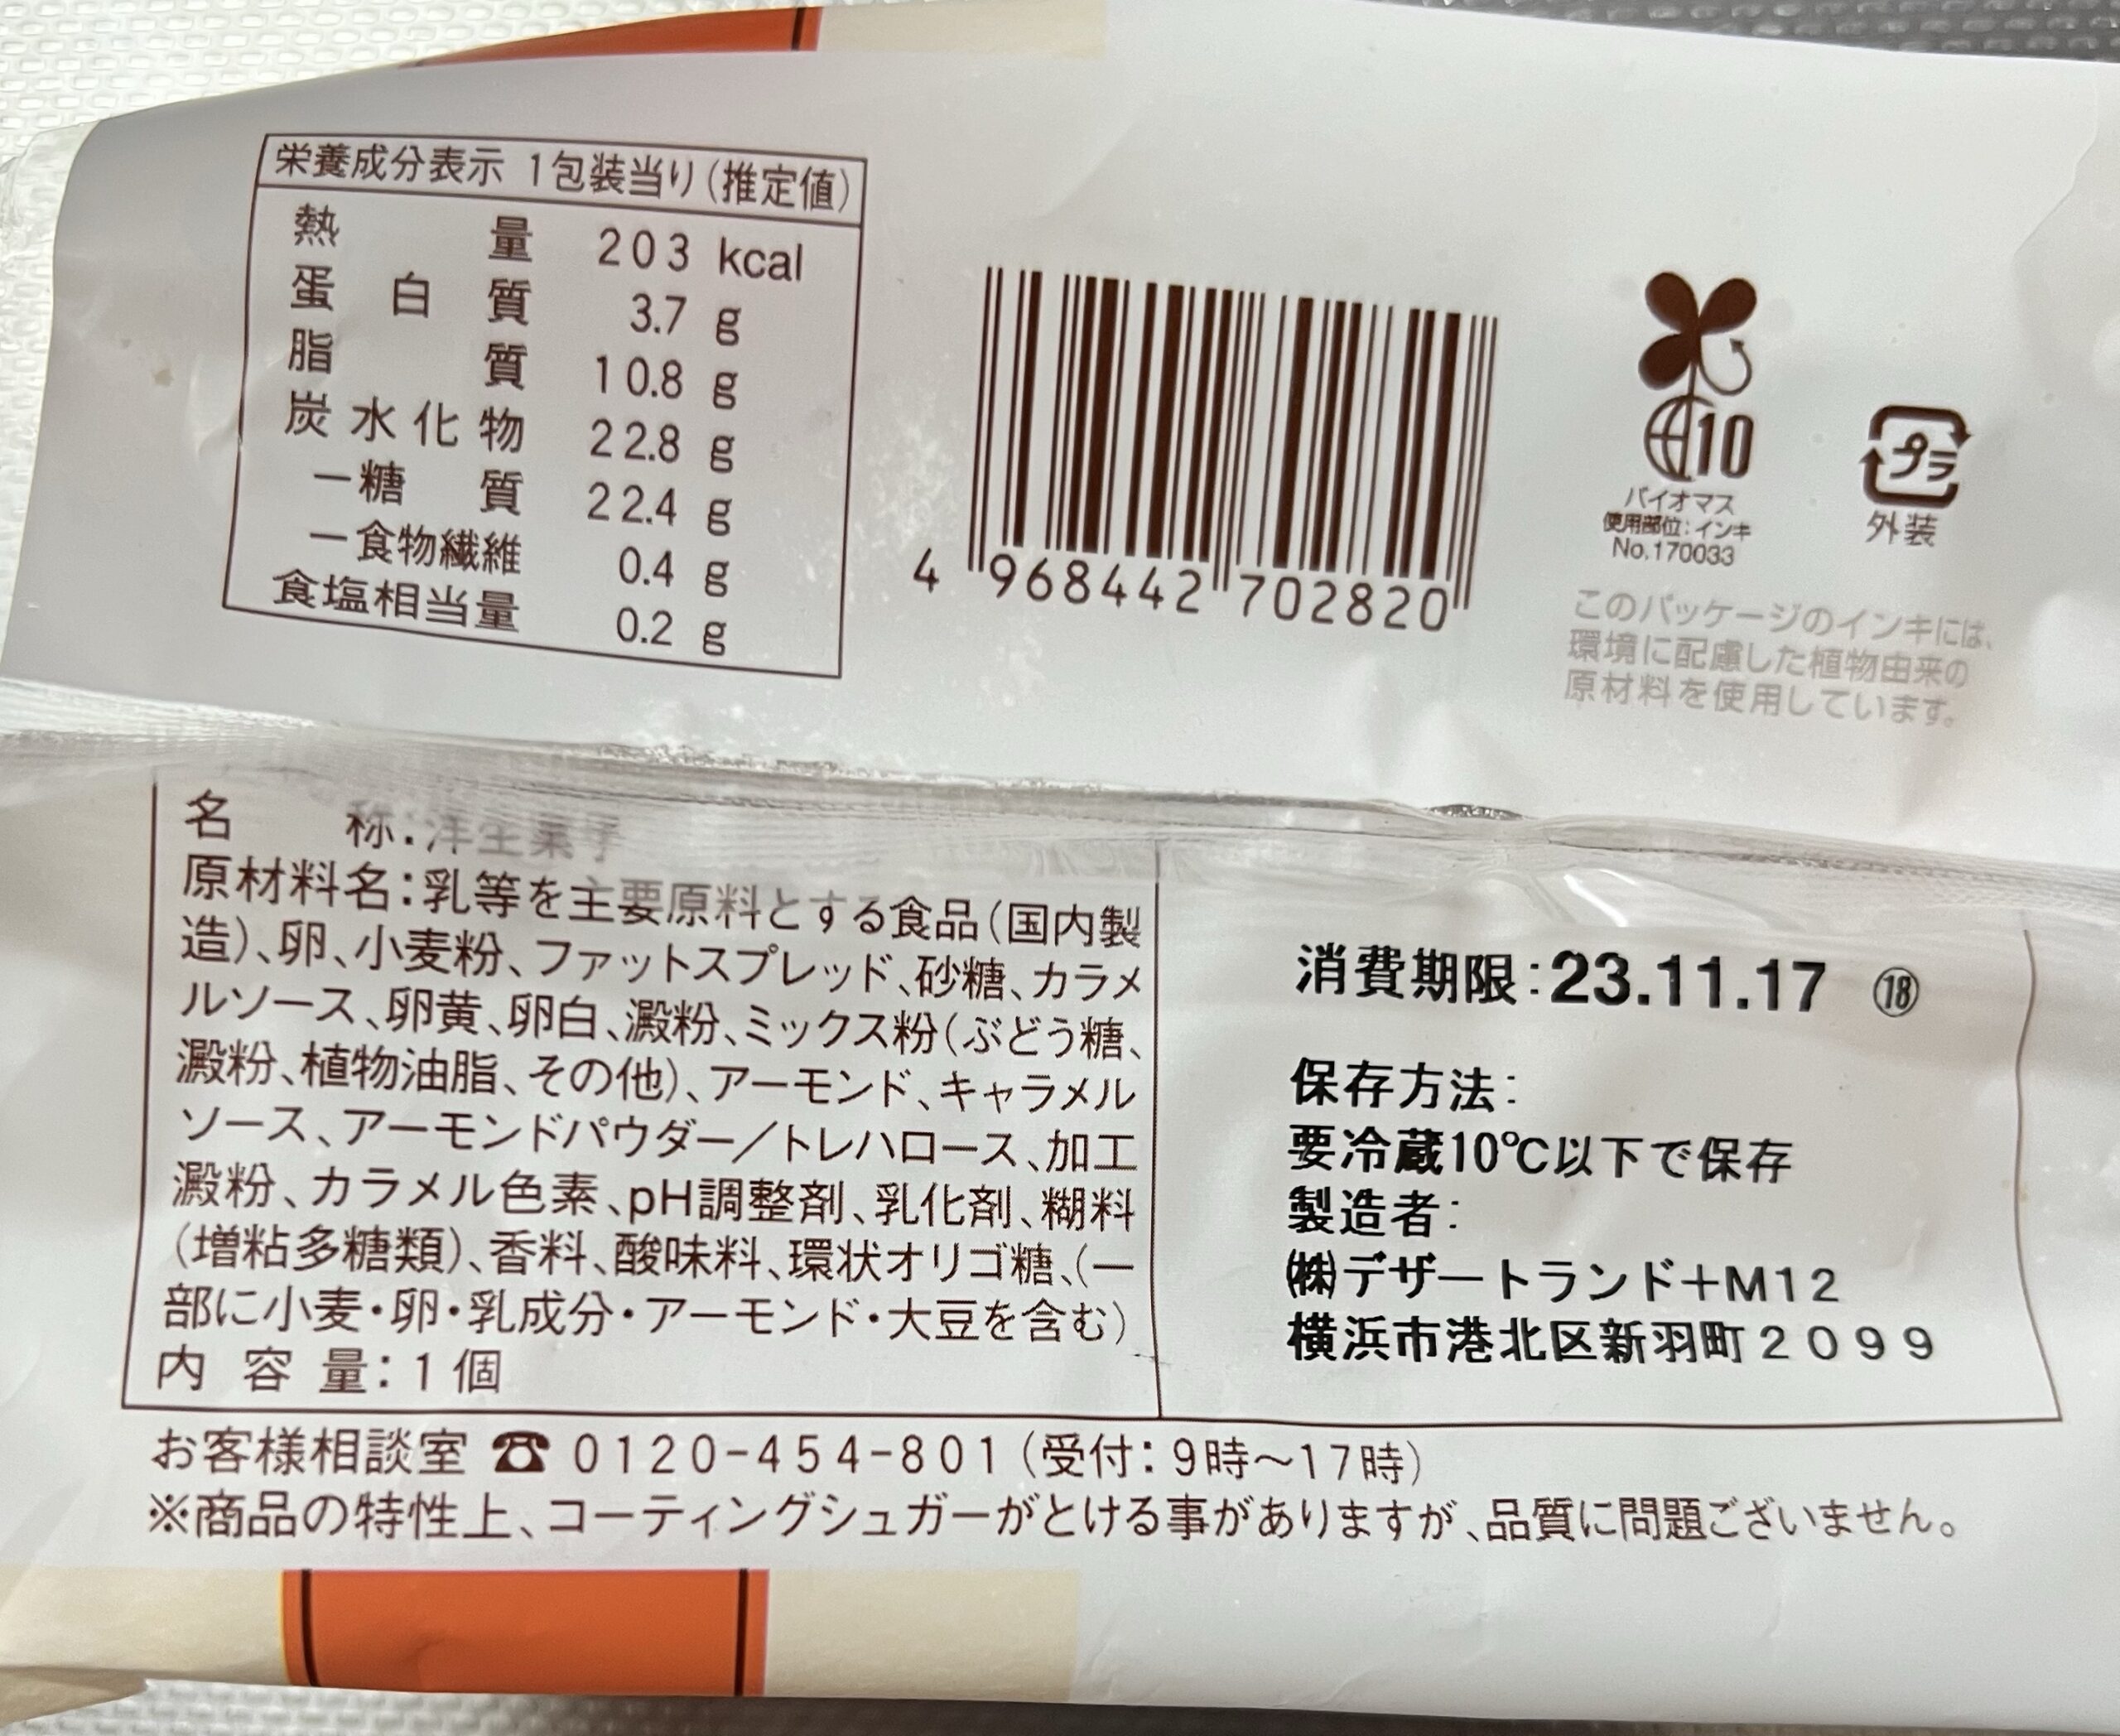 栄養成分表示 1包装当り(推定値)
熱量 203 kcal
蛋白質 3.7 g
脂質 10.8 g
炭水化物 22.8 g
－糖質 22.4 g
－食物繊維 0.4 g
食塩相当量 0.2 g
4 968442 702820
10
バイオマス
使用部位:インキ
No.170033
プラ
外装
このパッケージのインキには、
環境に配慮した植物由来の
原材料を使用しています。
名称:洋生菓子
原材料名:乳等を主要原料とする食品(国内製
造)、卵、小麦粉、ファットスプレッド、砂糖、カラメ
ルソース、卵黄、卵白、澱粉、ミックス粉(ぶどう糖、
澱粉、植物油脂、その他)、アーモンド、キャラメル
ソース、アーモンドパウダー/トレハロース、加工
澱粉、カラメル色素、pH調整剤、乳化剤、糊料
(増粘多糖類)、香料、酸味料、環状オリゴ糖、(一
部に小麦・卵・乳成分・アーモンド・大豆を含む)
内容量:1個
消費期限:23.11.17 ⑱
保存方法:
要冷蔵10℃以下で保存
製造者:
㈱デザートランド+M12
横浜市港北区新羽町2099
お客様相談室 ☎ 0120-454-801(受付:9時～17時)
※商品の特性上、コーティングシュガーがとける事がありますが、品質に問題ございません。